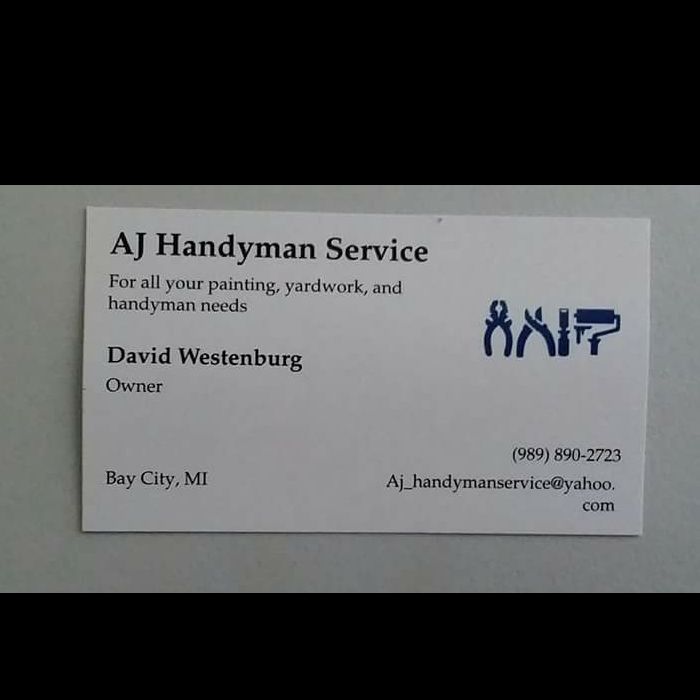 AJ Handyman Service
For all your painting, yardwork, and
handyman needs
David Westenburg
Owner
(989) 890-2723
Bay City, MI
Aj_handymanservice@yahoo.
com